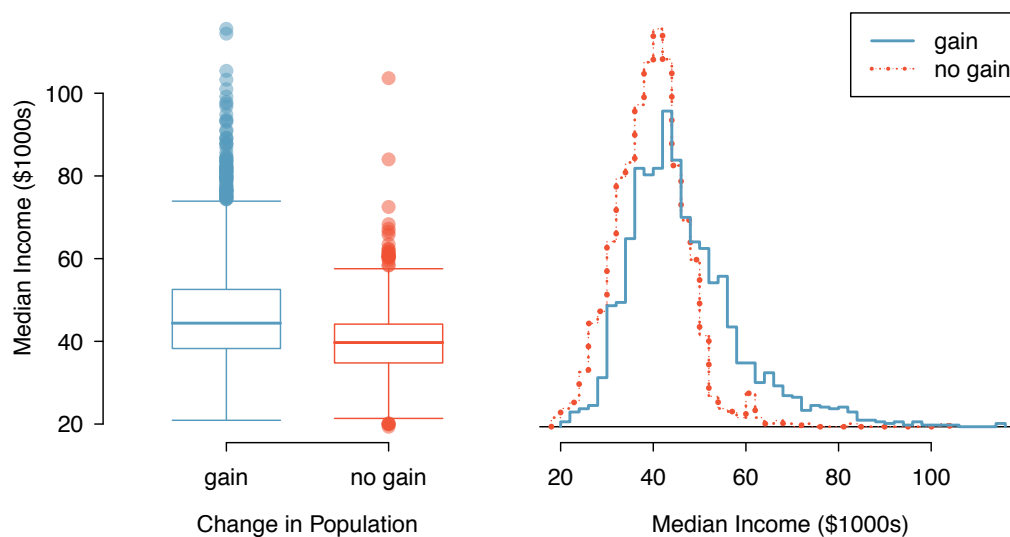 Median Income ($1000s)
100
80
60
40
20
gain
no gain
Change in Population
gain
no gain
20
40
60
80
100
Median Income ($1000s)